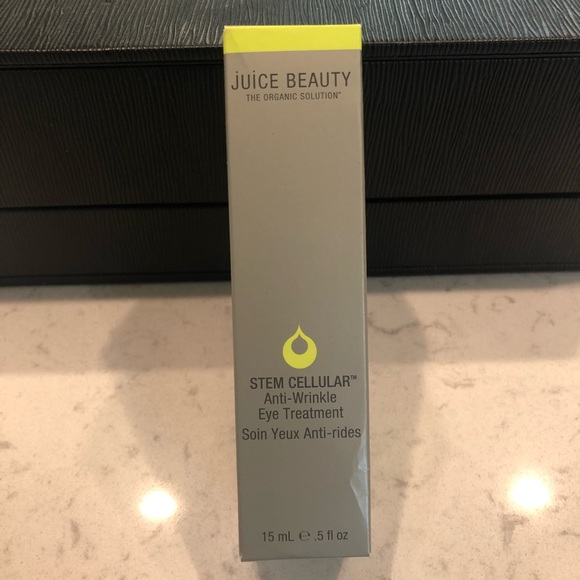 juice BEAUTY
THE ORGANIC SOLUTION™
STEM CELLULAR™
Anti-Wrinkle
Eye Treatment
Soin Yeux Anti-rides
15 mL ℮ .5 fl oz